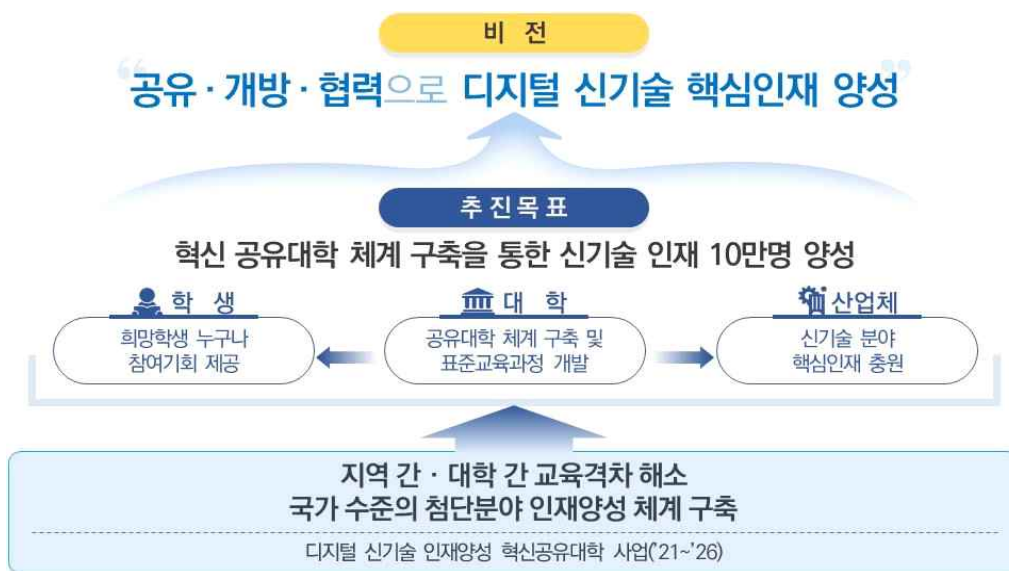 비 전
“공유 · 개방 · 협력으로 디지털 신기술 핵심인재 양성”
추 진 목 표
혁신 공유대학 체계 구축을 통한 신기술 인재 10만명 양성
학 생
희망학생 누구나
참여기회 제공
대 학
공유대학 체계 구축 및
표준교육과정 개발
산업체
신기술 분야
핵심인재 충원
지역 간 · 대학 간 교육격차 해소
국가 수준의 첨단분야 인재양성 체계 구축
디지털 신기술 인재양성 혁신공유대학 사업('21~'26)